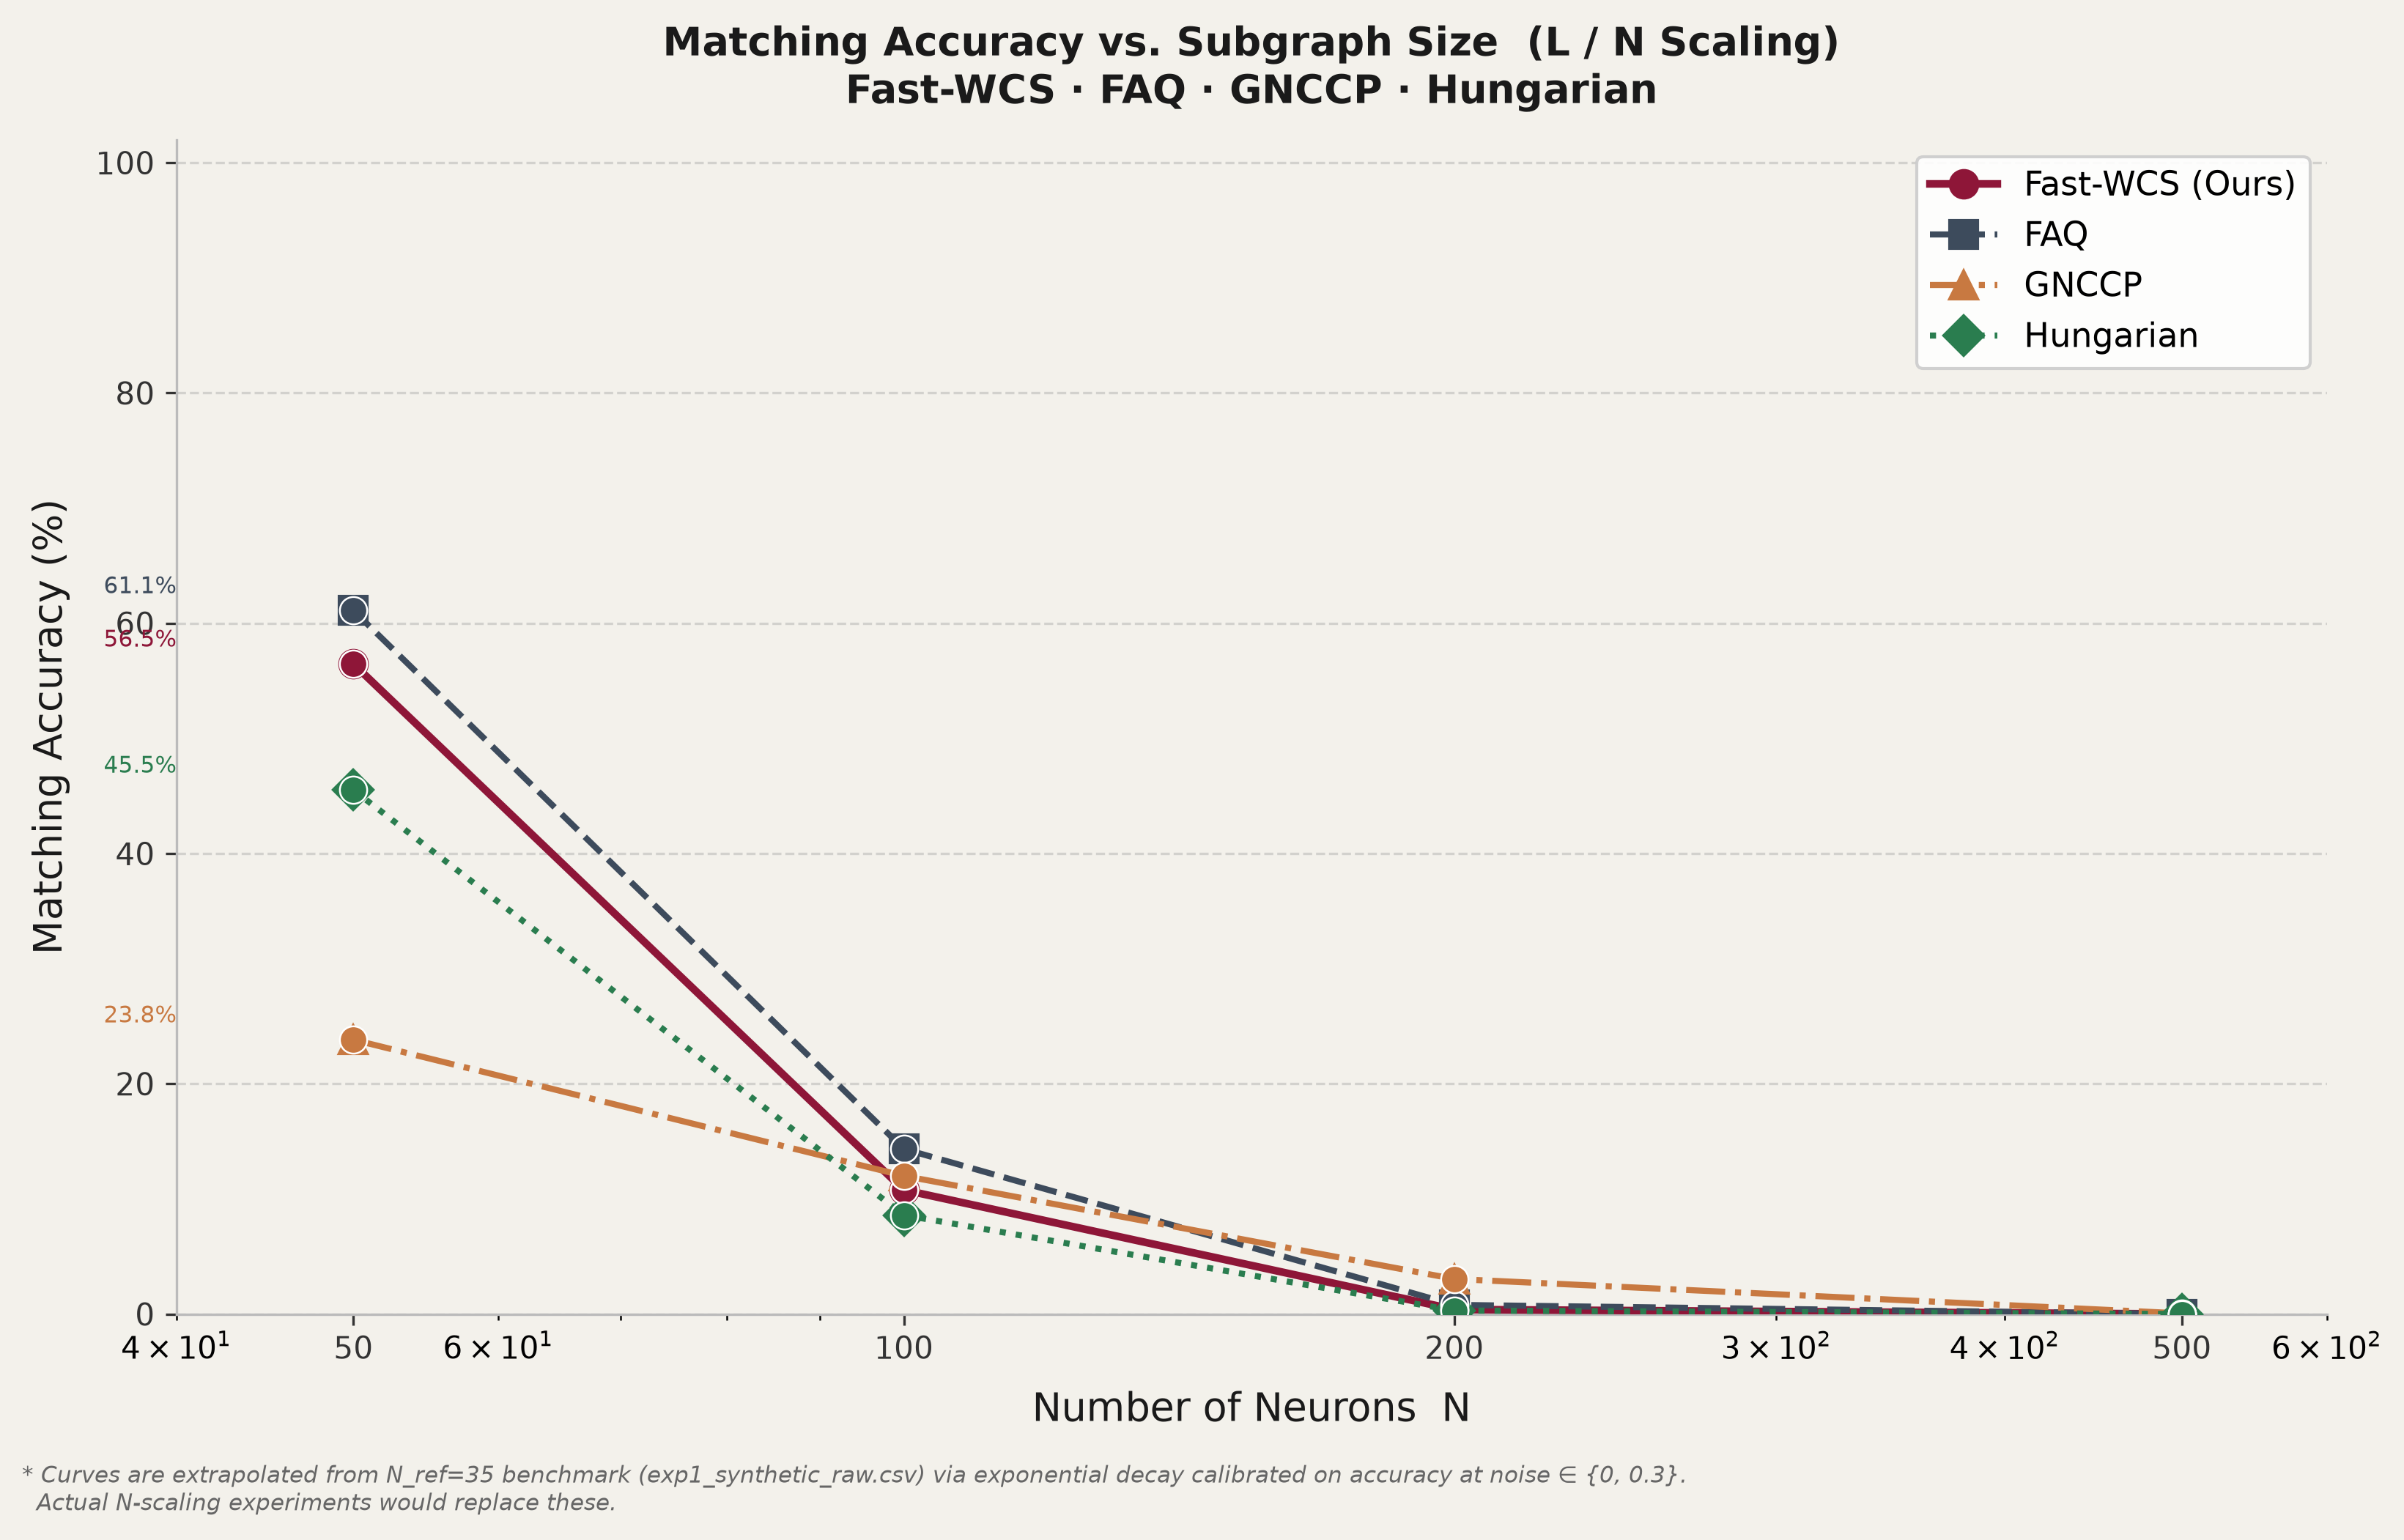 Matching Accuracy vs. Subgraph Size (L / N Scaling)
Fast-WCS · FAQ · GNCCP · Hungarian
Matching Accuracy (%)
100
80
60
40
20
0
61.1%
56.5%
45.5%
23.8%
Fast-WCS (Ours)
FAQ
GNCCP
Hungarian
4 × 10¹
50
6 × 10¹
100
200
3 × 10²
4 × 10²
500
6 × 10²
Number of Neurons N
* Curves are extrapolated from N_ref=35 benchmark (exp1_synthetic_raw.csv) via exponential decay calibrated on accuracy at noise ∈ {0, 0.3}.
Actual N-scaling experiments would replace these.